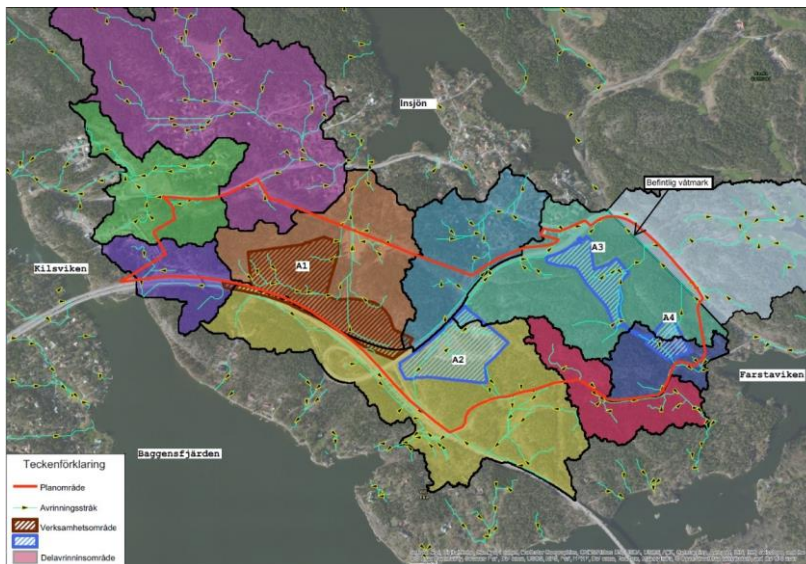 Insjön
Befintlig våtmark
A3
A1
Kilsviken
A4
A2
Farstaviken
Baggensfjärden
Teckenförklaring
Planområde
Avrinningsstråk
Verksamhetsområde
Delavrinninsområde